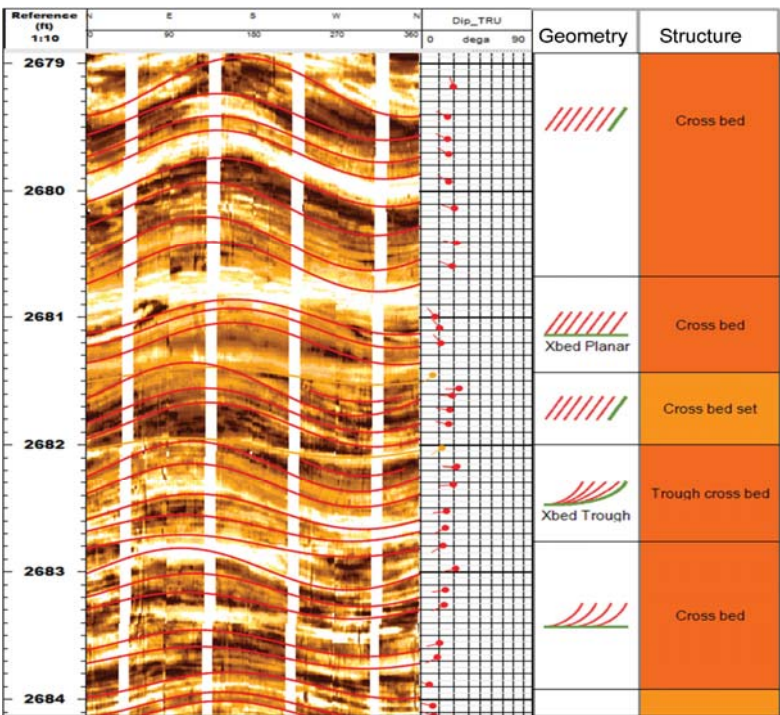 Reference
(ft)
1:10
N E S W N
0 90 180 270 360
Dip_TRU
0 dega 90
Geometry
Structure
2679
Cross bed
2680
2681
Cross bed
Xbed Planar
Cross bed set
2682
Trough cross bed
Xbed Trough
2683
Cross bed
2684